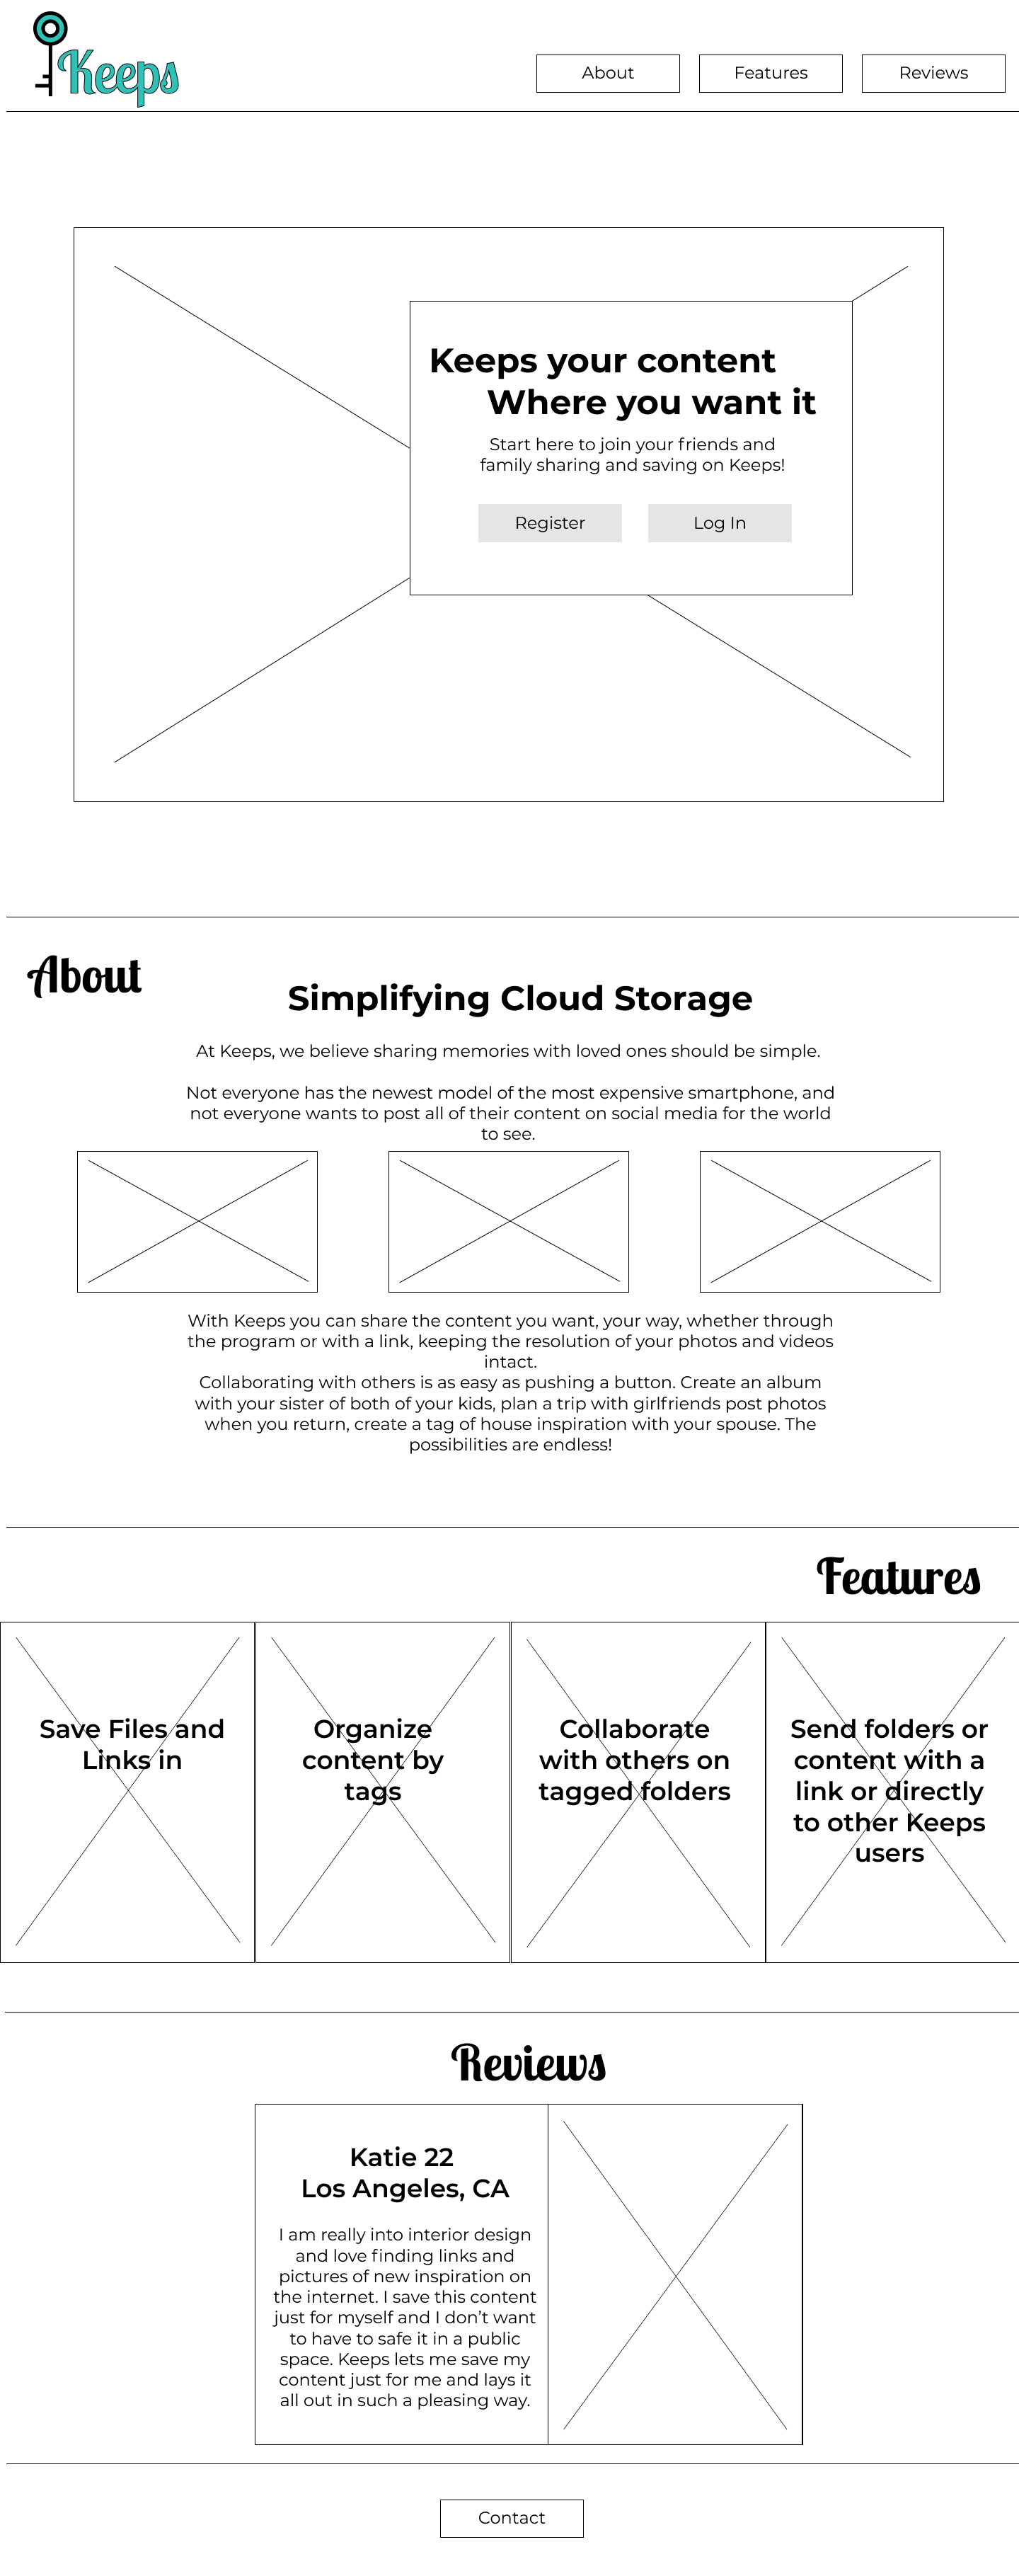 Keeps
About
Features
Reviews
Keeps your content
Where you want it
Start here to join your friends and
family sharing and saving on Keeps!
Register
Log In
About
Simplifying Cloud Storage
At Keeps, we believe sharing memories with loved ones should be simple.
Not everyone has the newest model of the most expensive smartphone, and
not everyone wants to post all of their content on social media for the world
to see.
With Keeps you can share the content you want, your way, whether through
the program or with a link, keeping the resolution of your photos and videos
intact.
Collaborating with others is as easy as pushing a button. Create an album
with your sister of both of your kids, plan a trip with girlfriends post photos
when you return, create a tag of house inspiration with your spouse. The
possibilities are endless!
Features
Save Files and
Links in
Organize
content by
tags
Collaborate
with others on
tagged folders
Send folders or
content with a
link or directly
to other Keeps
users
Reviews
Katie 22
Los Angeles, CA
I am really into interior design
and love finding links and
pictures of new inspiration on
the internet. I save this content
just for myself and I don’t want
to have to safe it in a public
space. Keeps lets me save my
content just for me and lays it
all out in such a pleasing way.
Contact